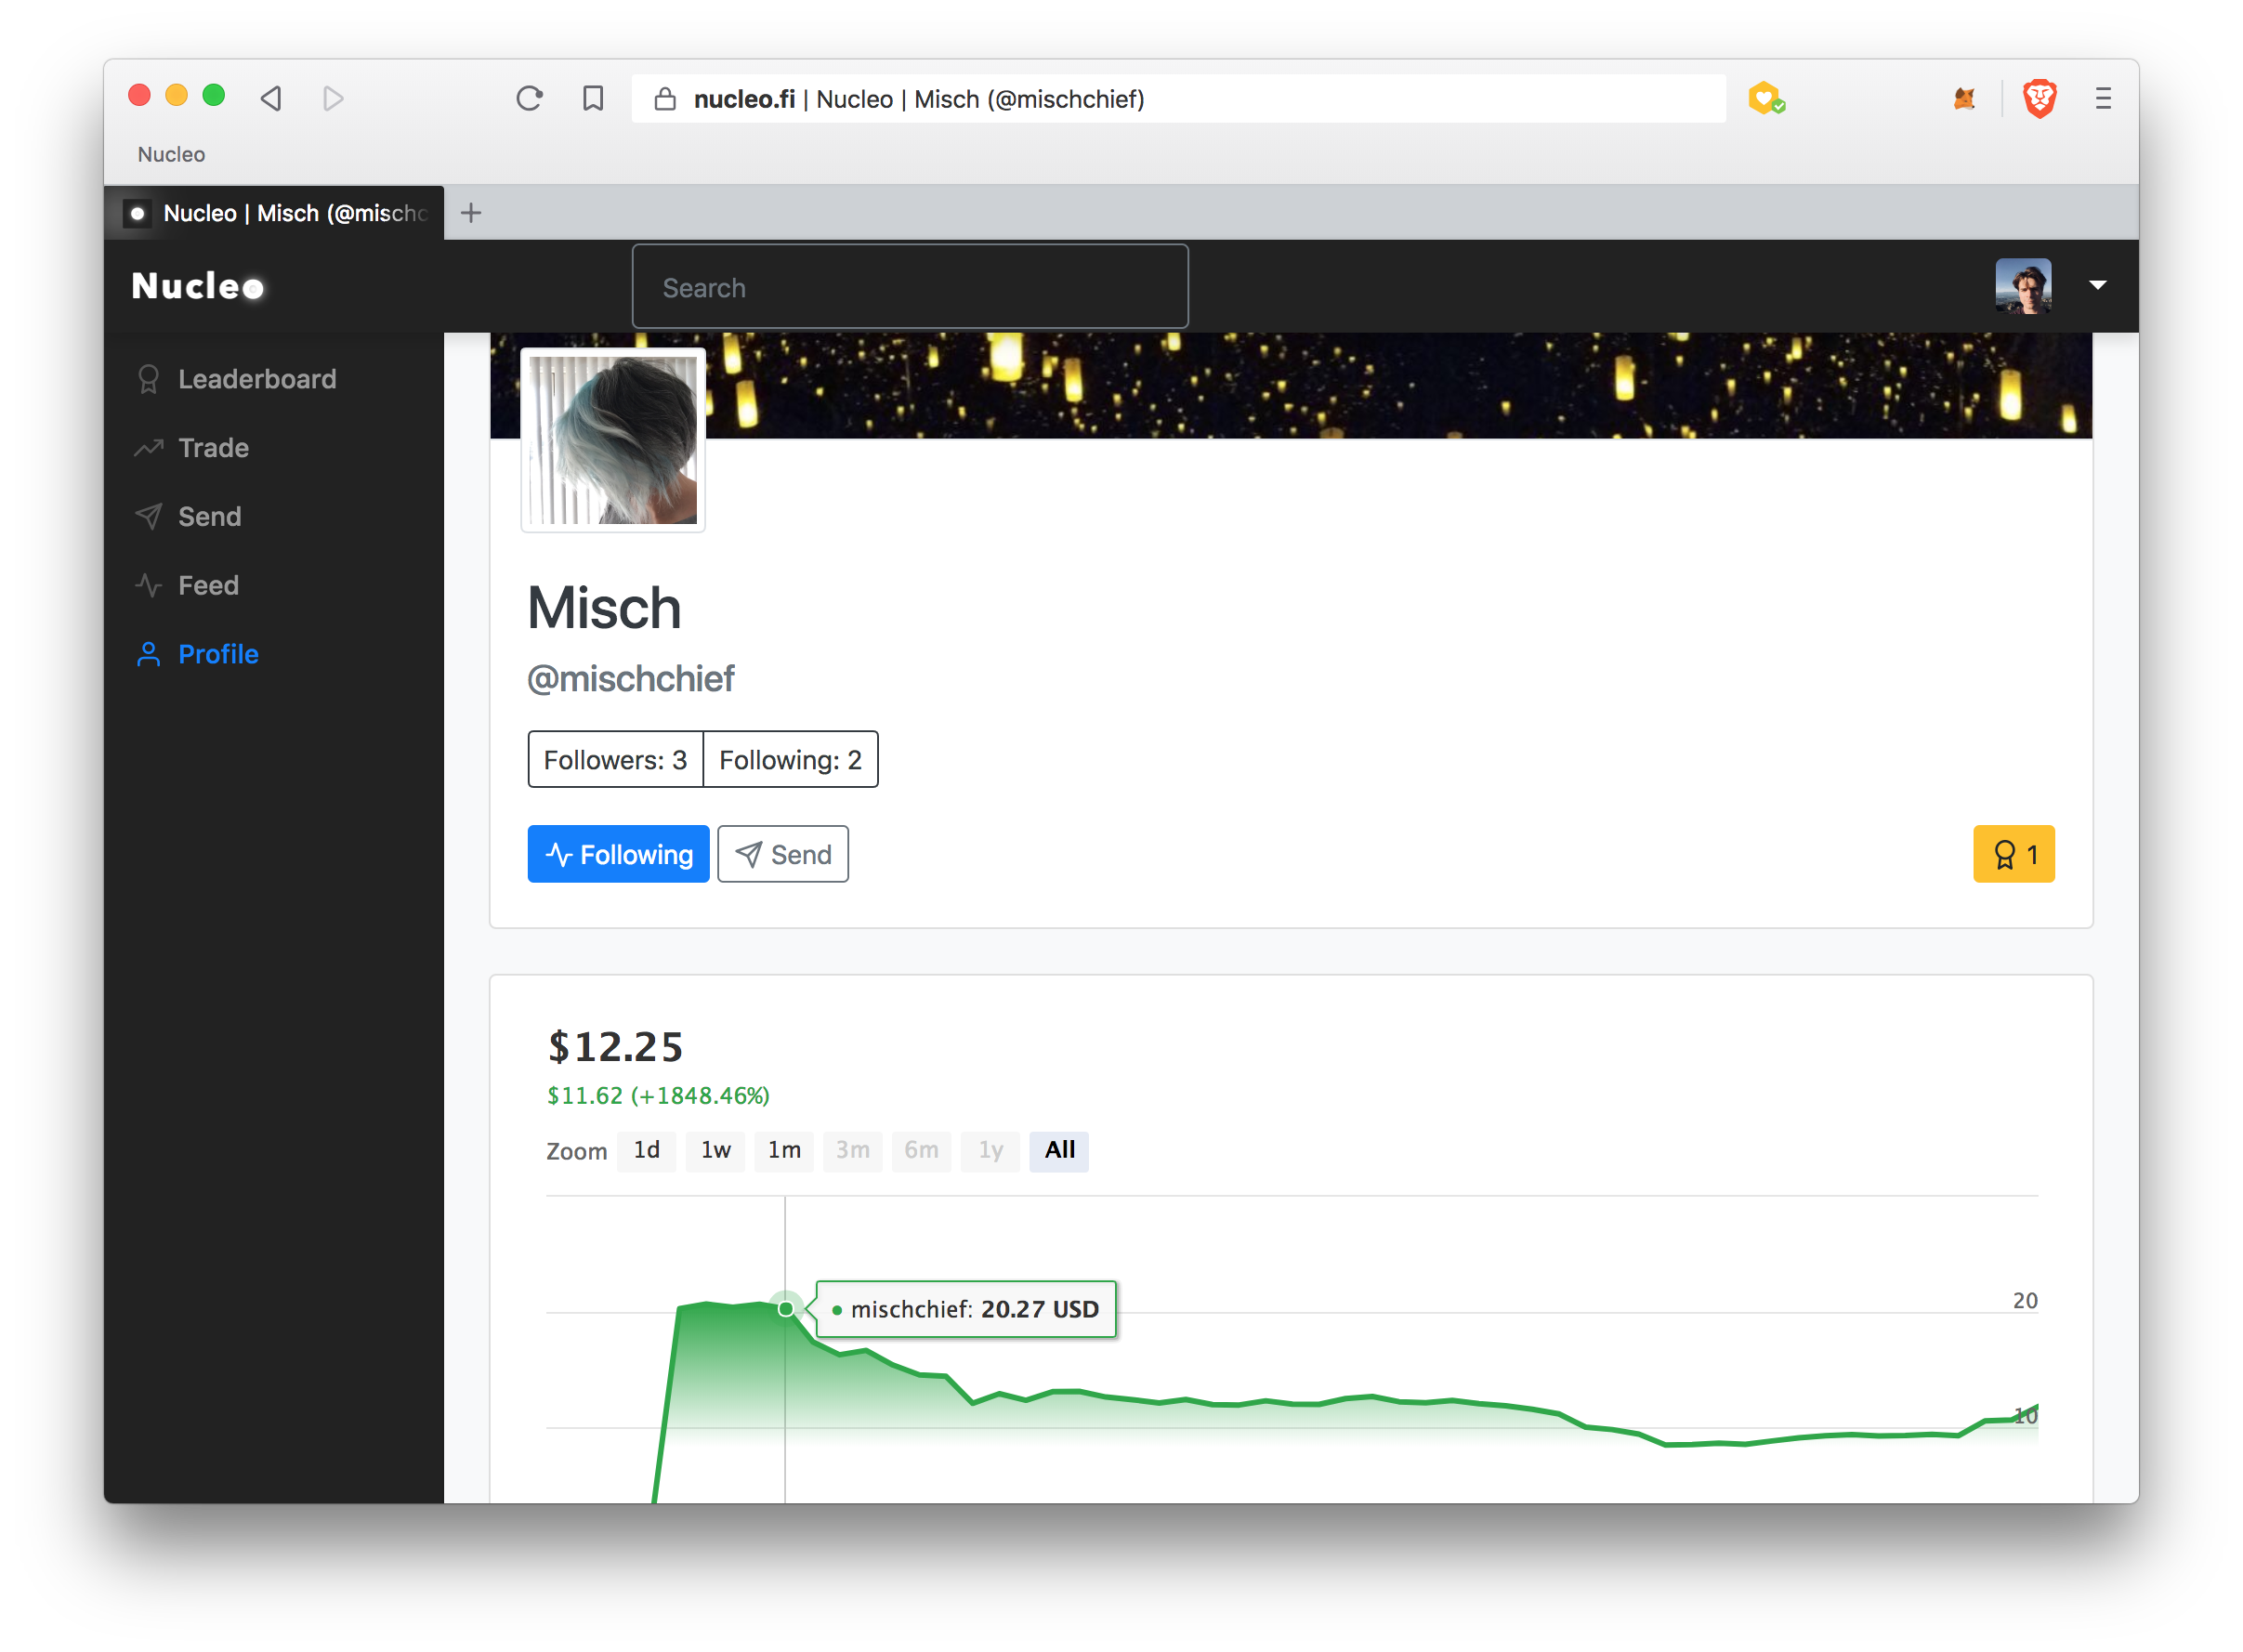 nucleo.fi | Nucleo | Misch (@mischchief)
Nucleo
Nucleo | Misch (@mischc
Nucleo
Search
Leaderboard
Trade
Send
Feed
Profile
Misch
@mischchief
Followers: 3 Following: 2
Following Send
1
$12.25
$11.62 (+1848.46%)
Zoom 1d 1w 1m 3m 6m 1y All
mischchief: 20.27 USD
20
10